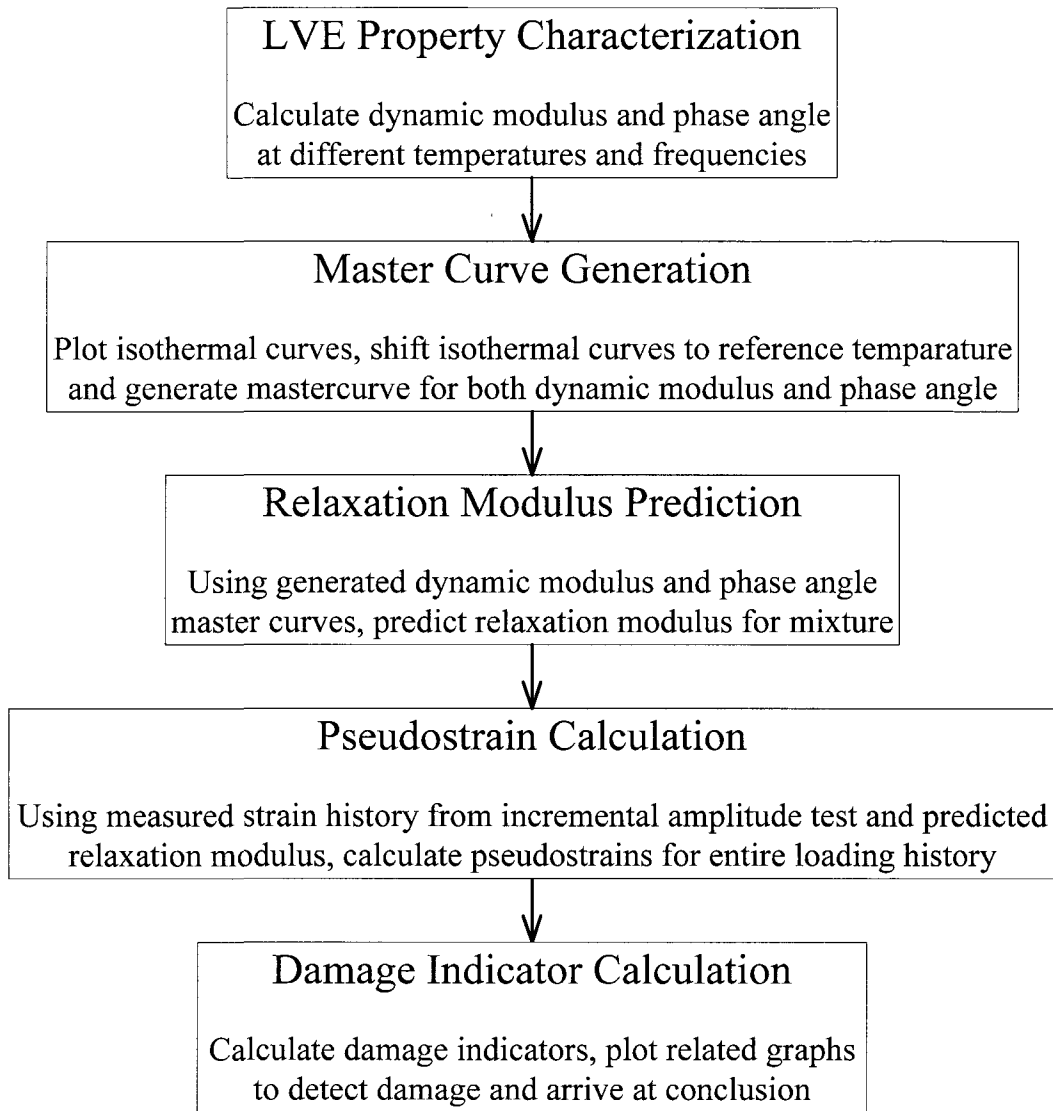 LVE Property Characterization
Calculate dynamic modulus and phase angle
at different temperatures and frequencies
Master Curve Generation
Plot isothermal curves, shift isothermal curves to reference temparature
and generate mastercurve for both dynamic modulus and phase angle
Relaxation Modulus Prediction
Using generated dynamic modulus and phase angle
master curves, predict relaxation modulus for mixture
Pseudostrain Calculation
Using measured strain history from incremental amplitude test and predicted
relaxation modulus, calculate pseudostrains for entire loading history
Damage Indicator Calculation
Calculate damage indicators, plot related graphs
to detect damage and arrive at conclusion